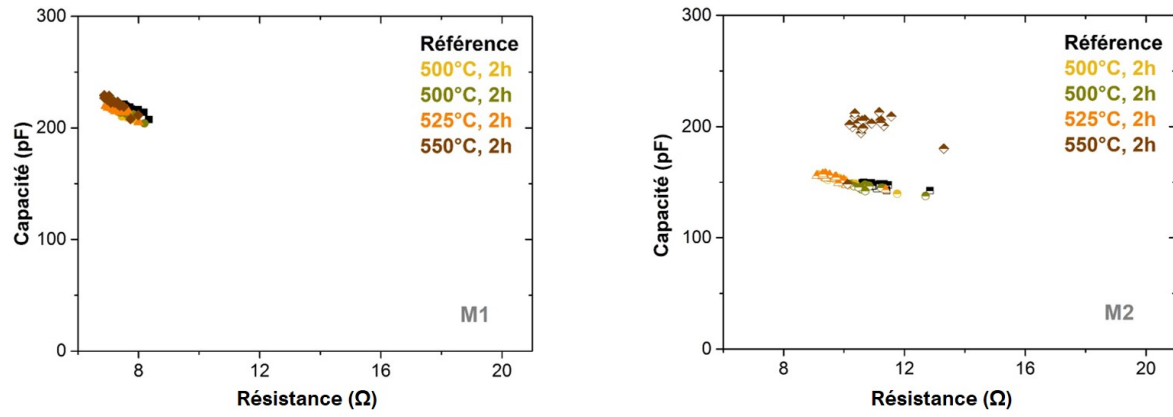 300
200
100
0
Capacité (pF)
8
12
16
20
Résistance (Ω)
Référence
500°C, 2h
500°C, 2h
525°C, 2h
550°C, 2h
M1
300
200
100
0
Capacité (pF)
8
12
16
20
Résistance (Ω)
Référence
500°C, 2h
500°C, 2h
525°C, 2h
550°C, 2h
M2